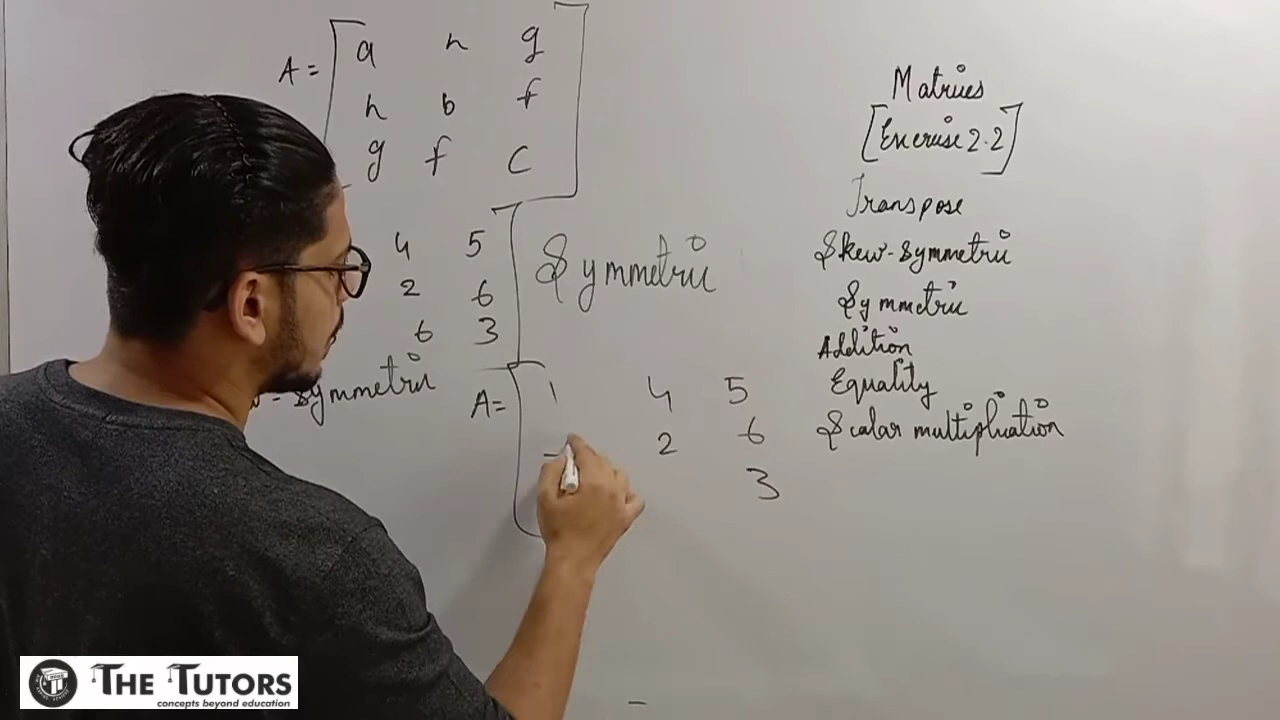 A = [ a h g
h b f
g f c ]
4 5
2 6
6 3 ]
Symmetric
- Symmetric
A = [ 1 4 5
- 2 6
3
Matrices
[Exercise 2.2]
Transpose
Skew-Symmetric
Symmetric
Addition
Equality
Scalar multiplication
THE TUTORS
concepts beyond education